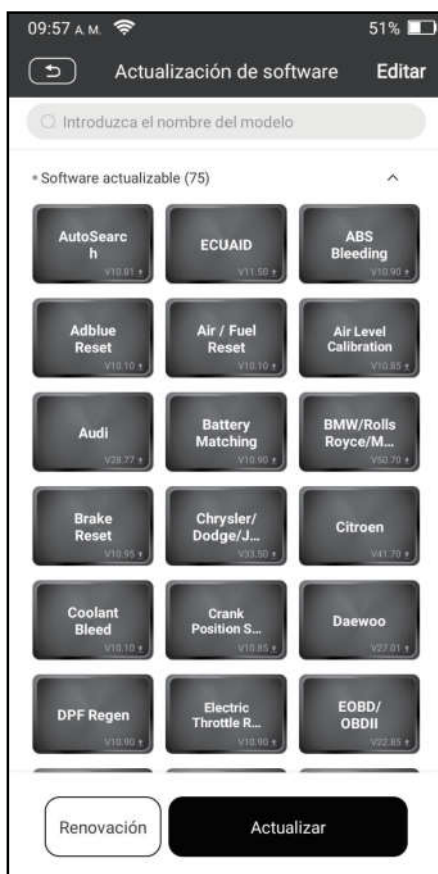 09:57 A. M. 51%
Actualización de software Editar
Introduzca el nombre del modelo
Software actualizable (75)
AutoSearc
h
V10.81
ECUAID
V11.50
ABS
Bleeding
V10.90
Adblue
Reset
V10.10
Air / Fuel
Reset
V10.10
Air Level
Calibration
V10.85
Audi
V28.77
Battery
Matching
V10.90
BMW/Rolls
Royce/M...
V50.70
Brake
Reset
V10.95
Chrysler/
Dodge/J...
V33.50
Citroen
V41.70
Coolant
Bleed
V10.10
Crank
Position S...
V10.85
Daewoo
V27.01
DPF Regen
V10.90
Electric
Throttle R...
V10.90
EOBD/
OBDII
V22.85
Renovación Actualizar